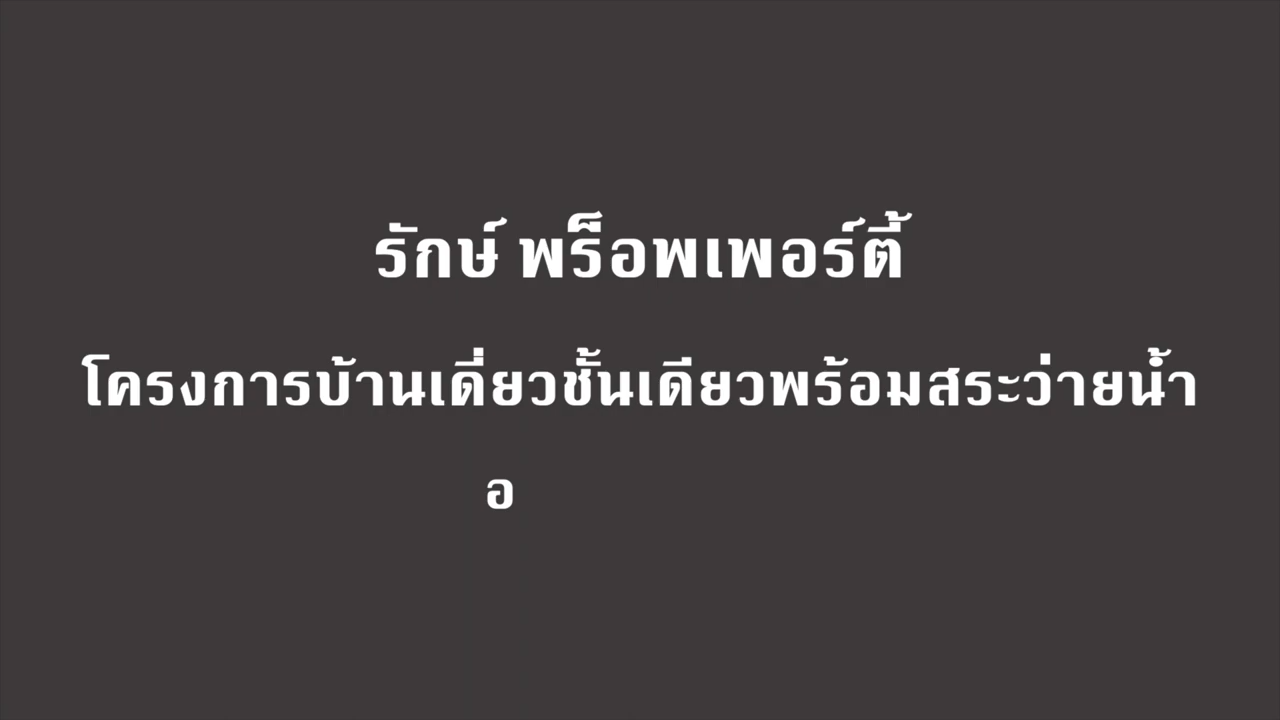 รักษ์ พร็อพเพอร์ตี้
โครงการบ้านเดี่ยวชั้นเดียวพร้อมสระว่ายน้ำ
อ